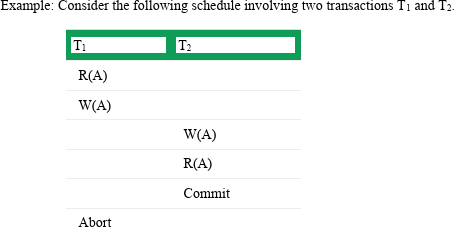 Example: Consider the following schedule involving two transactions T1 and T2.
T1 T2
R(A)
W(A)
W(A)
R(A)
Commit
Abort